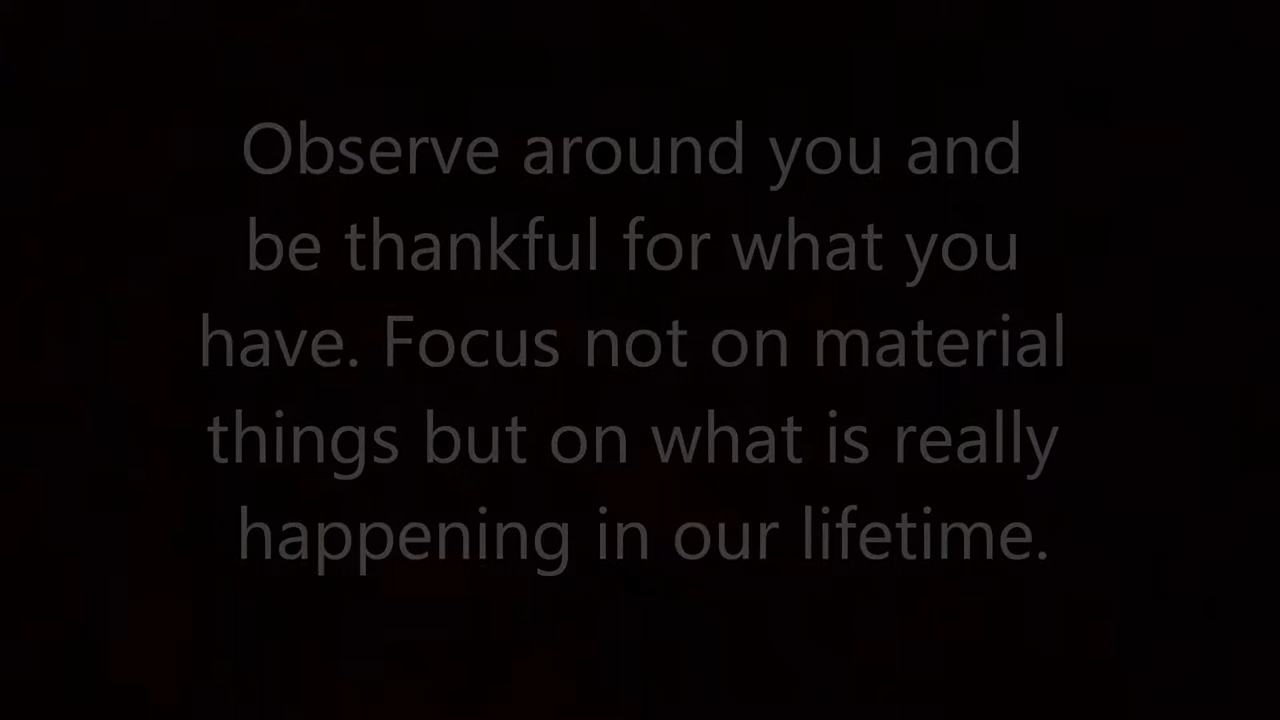 Observe around you and
be thankful for what you
have. Focus not on material
things but on what is really
happening in our lifetime.